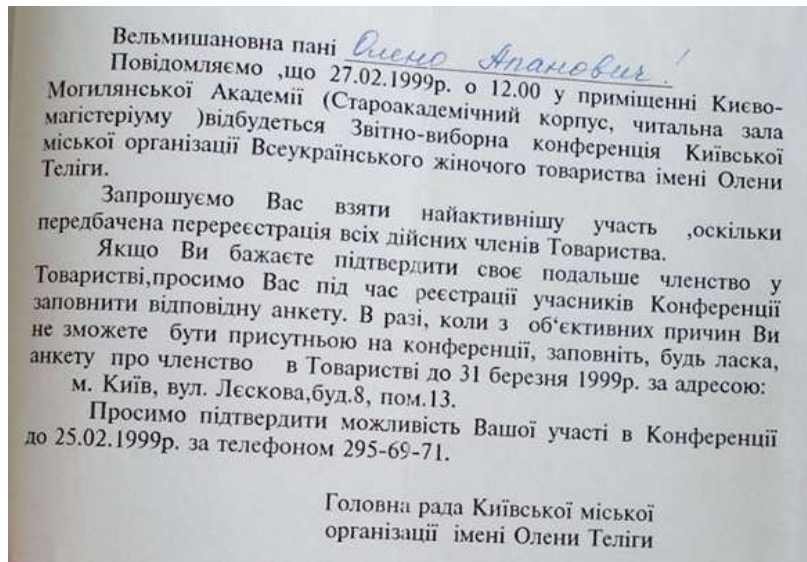 Вельмишановна пані Олено Апанович!
Повідомляємо ,що 27.02.1999р. о 12.00 у приміщенні Києво-
Могилянської Академії (Староакадемічний корпус, читальна зала
магістеріуму )відбудеться Звітно-виборна конференція Київської
міської організації Всеукраїнського жіночого товариства імені Олени
Теліги.
Запрошуємо Вас взяти найактивнішу участь ,оскільки
передбачена перереєстрація всіх дійсних членів Товариства.
Якщо Ви бажаєте підтвердити своє подальше членство у
Товаристві,просимо Вас під час реєстрації учасників Конференції
заповнити відповідну анкету. В разі, коли з об‘єктивних причин Ви
не зможете бути присутньою на конференції, заповніть, будь ласка,
анкету про членство в Товаристві до 31 березня 1999р. за адресою:
м. Київ, вул. Лєскова,буд.8, пом.13.
Просимо підтвердити можливість Вашої участі в Конференції
до 25.02.1999р. за телефоном 295-69-71.
Головна рада Київської міської
організації імені Олени Теліги